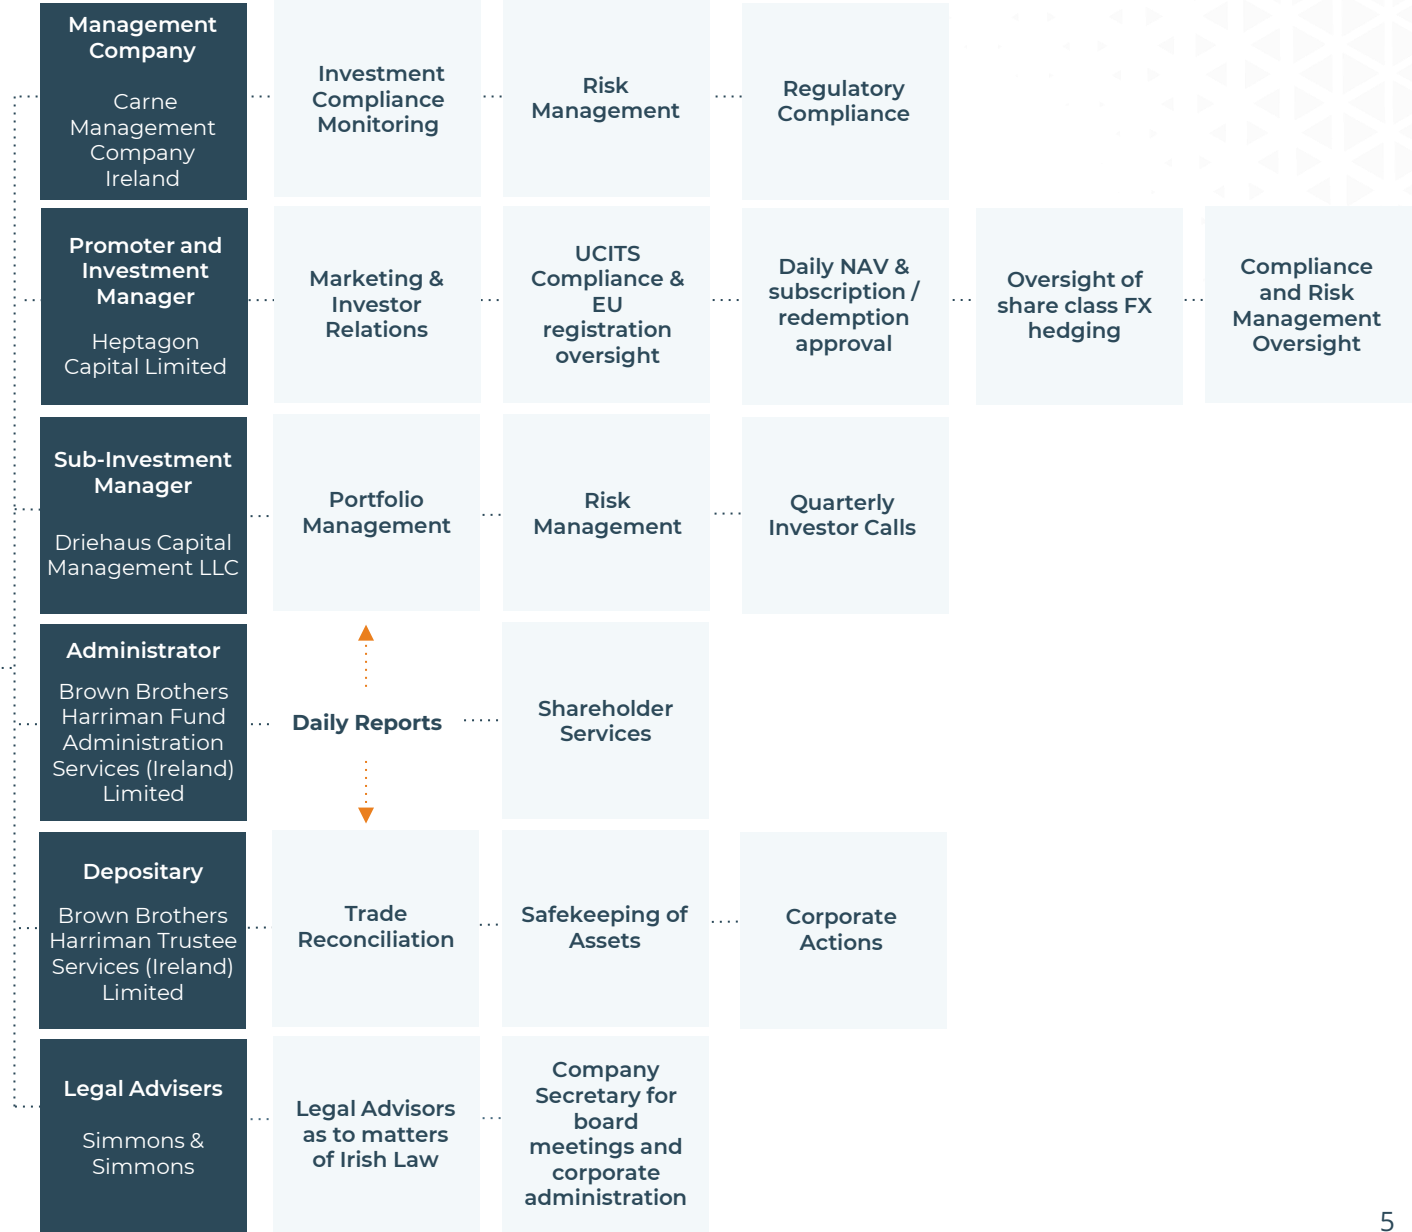 Management
Company
Carne
Management
Company
Ireland
Investment
Compliance
Monitoring
Risk
Management
Regulatory
Compliance
Promoter and
Investment
Manager
Heptagon
Capital Limited
Marketing &
Investor
Relations
UCITS
Compliance &
EU
registration
oversight
Daily NAV &
subscription /
redemption
approval
Oversight of
share class FX
hedging
Compliance
and Risk
Management
Oversight
Sub-Investment
Manager
Driehaus Capital
Management LLC
Portfolio
Management
Risk
Management
Quarterly
Investor Calls
Administrator
Brown Brothers
Harriman Fund
Administration
Services (Ireland)
Limited
Daily Reports
Shareholder
Services
Depositary
Brown Brothers
Harriman Trustee
Services (Ireland)
Limited
Trade
Reconciliation
Safekeeping of
Assets
Corporate
Actions
Legal Advisers
Simmons &
Simmons
Legal Advisors
as to matters
of Irish Law
Company
Secretary for
board
meetings and
corporate
administration
5